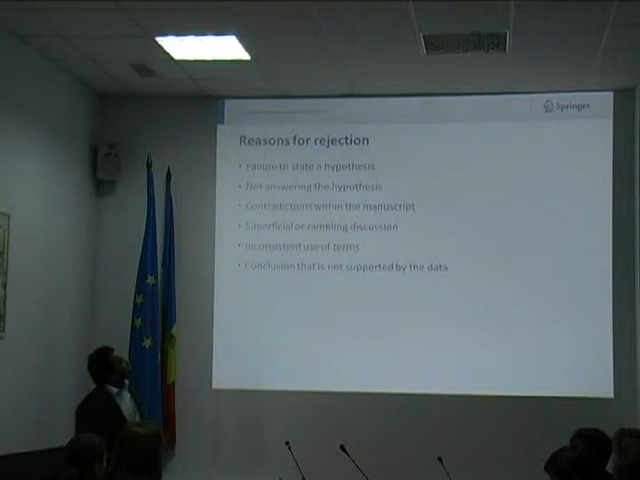 Springer
Reasons for rejection
• Failure to state a hypothesis
• Not answering the hypothesis
• Contradictions within the manuscript
• Superficial or rambling discussion
• Inconsistent use of terms
• Conclusion that is not supported by the data